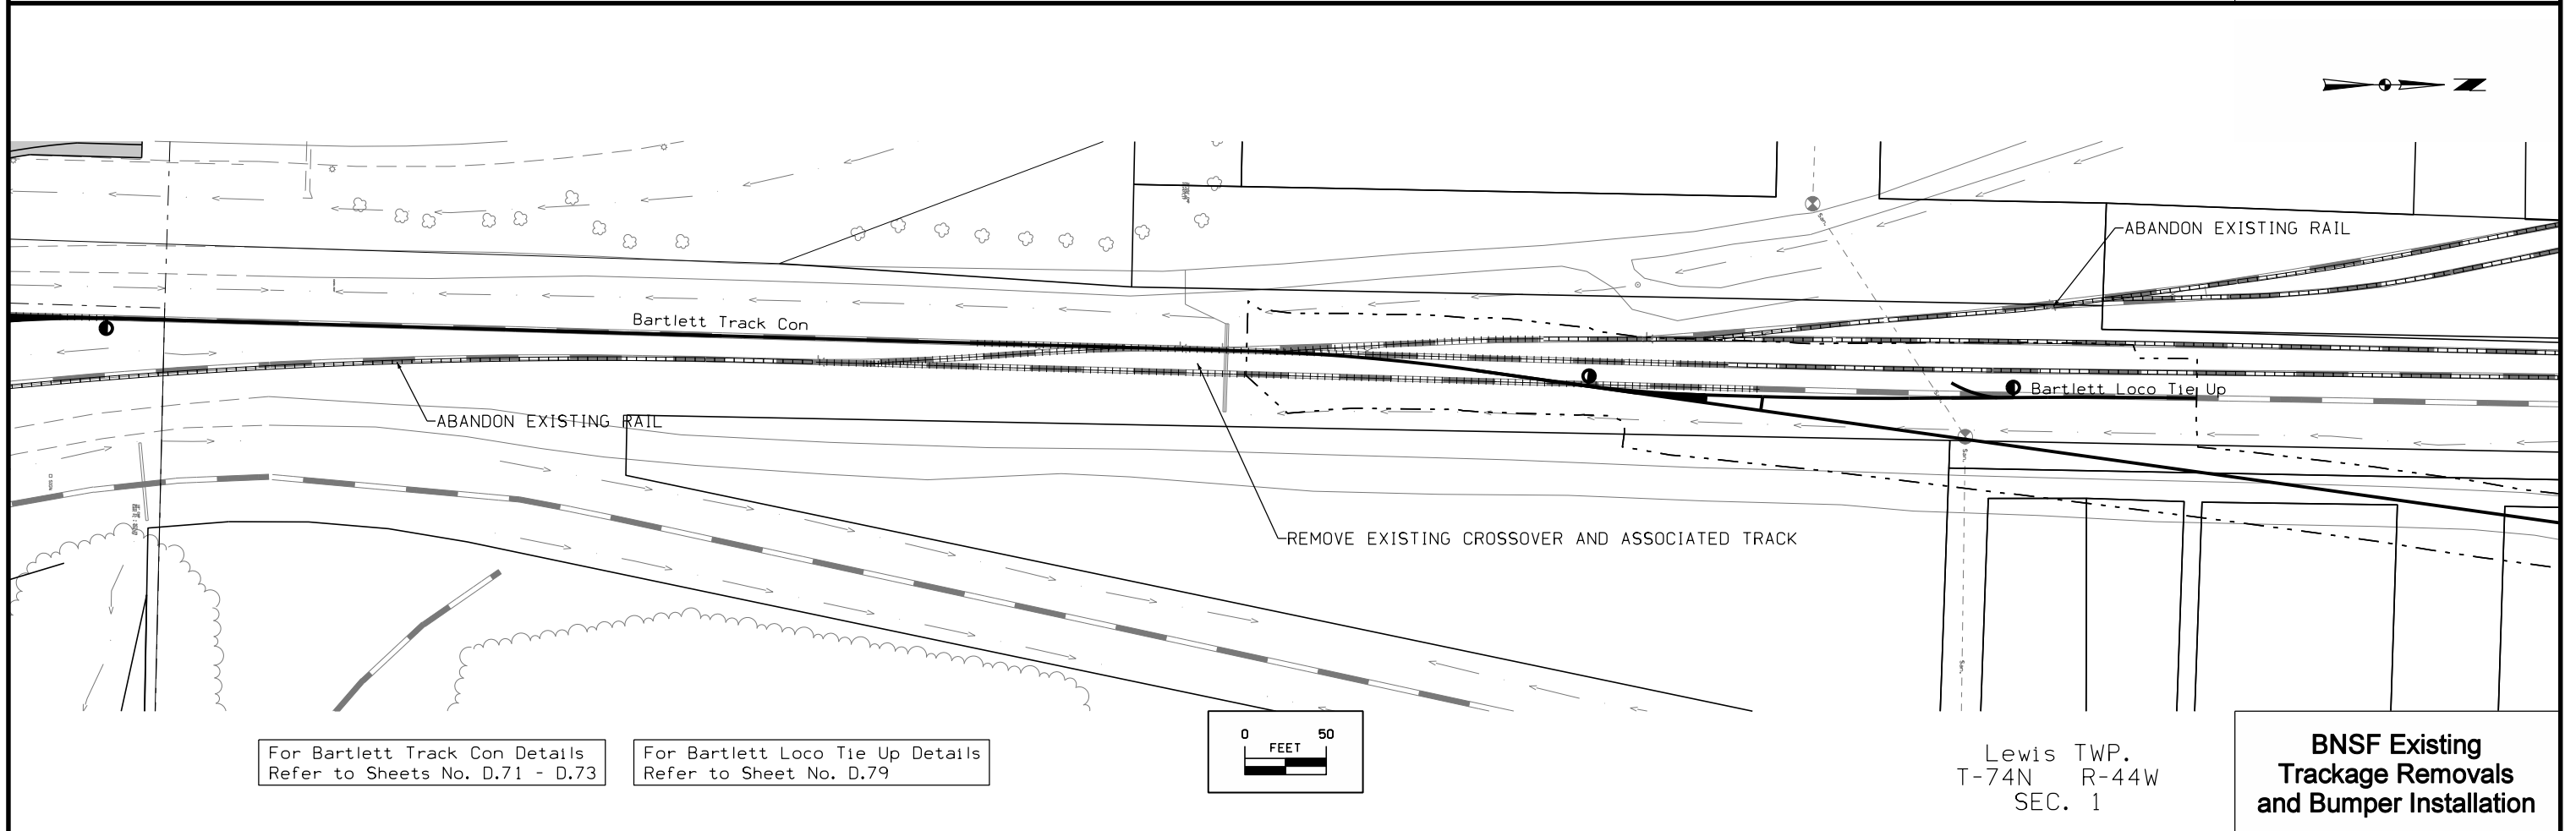 ABANDON EXISTING RAIL
Bartlett Track Con
Bartlett Loco Tie Up
ABANDON EXISTING RAIL
REMOVE EXISTING CROSSOVER AND ASSOCIATED TRACK
San.
San.
San.
For Bartlett Track Con Details
Refer to Sheets No. D.71 - D.73
For Bartlett Loco Tie Up Details
Refer to Sheet No. D.79
0 50
FEET
Lewis TWP.
T-74N R-44W
SEC. 1
BNSF Existing
Trackage Removals
and Bumper Installation